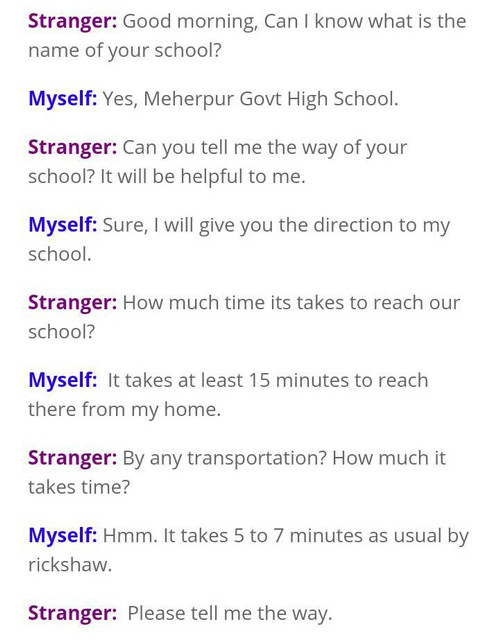 Stranger: Good morning, Can I know what is the
name of your school?
Myself: Yes, Meherpur Govt High School.
Stranger: Can you tell me the way of your
school? It will be helpful to me.
Myself: Sure, I will give you the direction to my
school.
Stranger: How much time its takes to reach our
school?
Myself: It takes at least 15 minutes to reach
there from my home.
Stranger: By any transportation? How much it
takes time?
Myself: Hmm. It takes 5 to 7 minutes as usual by
rickshaw.
Stranger: Please tell me the way.